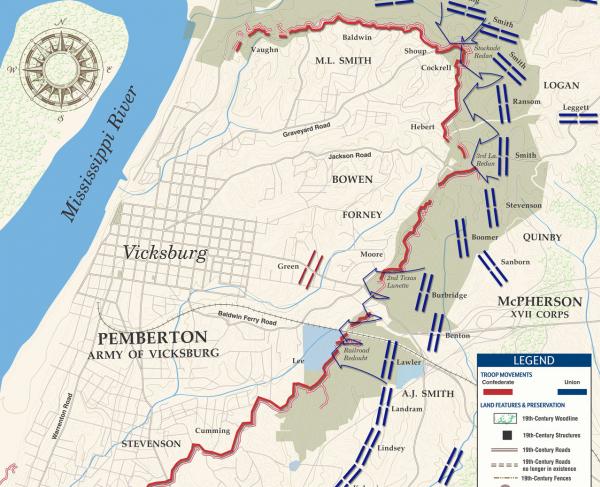 Smith
Smith
Stockade
Redan
Baldwin
Vaughn
Shoup
M.L. SMITH
Cockrell
N
W
E
S
LOGAN
Ransom
Leggett
Mississippi River
Graveyard Road
Hebert
Jackson Road
3rd La.
Redan
Smith
BOWEN
FORNEY
Stevenson
QUINBY
Boomer
Sanborn
Vicksburg
Moore
Green
2nd Texas
Lunette
Burbridge
McPHERSON
XVII CORPS
Baldwin Ferry Road
Benton
PEMBERTON
ARMY OF VICKSBURG
Lee
Railroad
Redoubt
Lawler
A.J. SMITH
Landram
Warrenton Road
Cumming
STEVENSON
Lindsey
LEGEND
TROOP MOVEMENTS
Confederate
Union
LAND FEATURES & PRESERVATION
19th-Century Woodline
19th-Century Structures
19th-Century Roads
19th-Century Roads
no longer in existence
19th-Century Fences